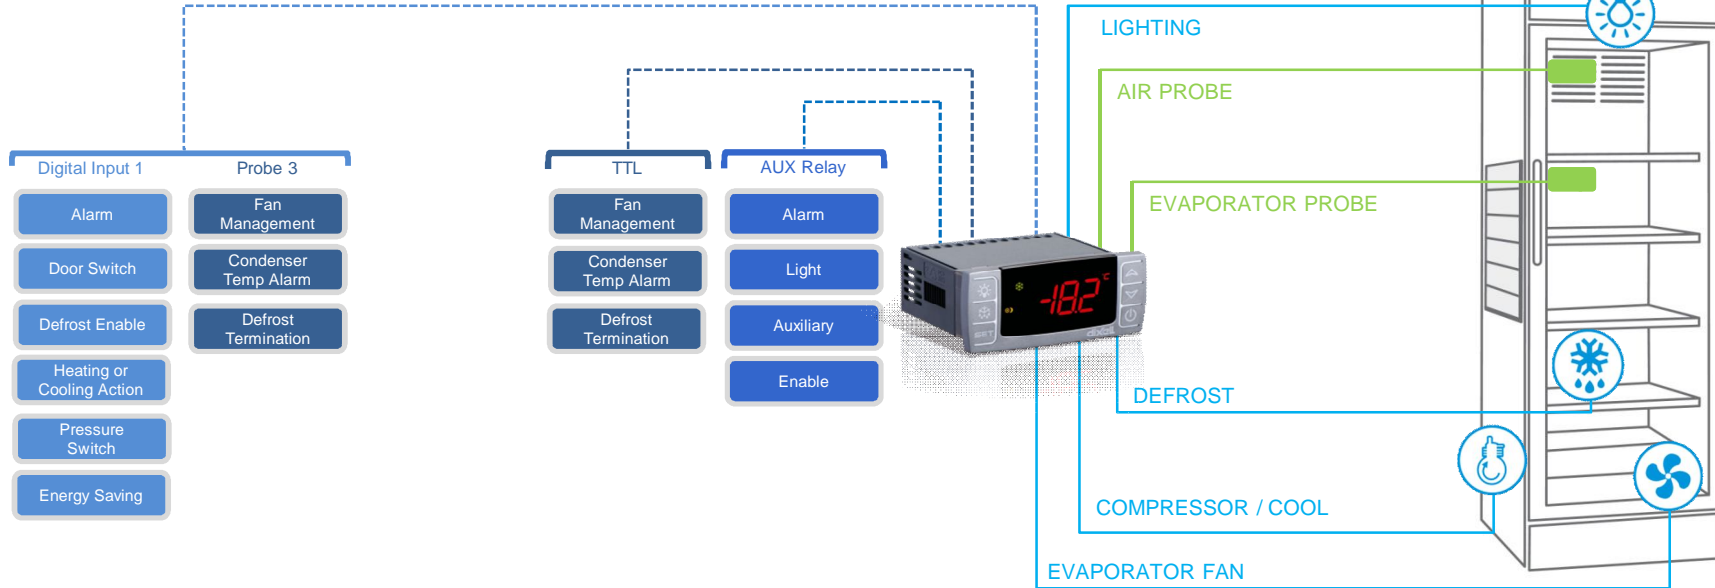 LIGHTING
AIR PROBE
EVAPORATOR PROBE
Digital Input 1
Probe 3
TTL
AUX Relay
Alarm
Door Switch
Defrost Enable
Heating or
Cooling Action
Pressure
Switch
Energy Saving
Fan
Management
Condenser
Temp Alarm
Defrost
Termination
Fan
Management
Condenser
Temp Alarm
Defrost
Termination
Alarm
Light
Auxiliary
Enable
-18.2 °C
SET
dixell
DEFROST
COMPRESSOR / COOL
EVAPORATOR FAN